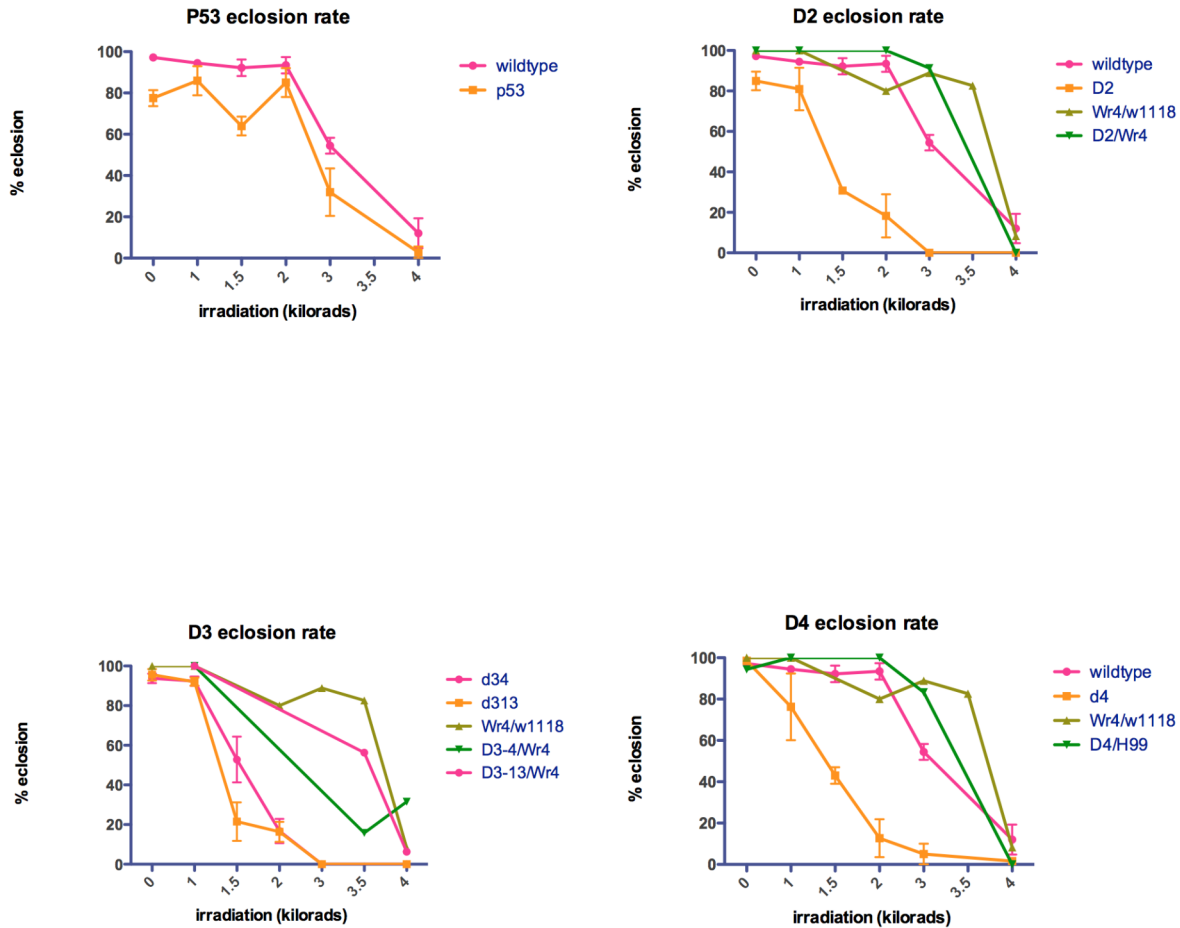 P53 eclosion rate
% eclosion
100
80
60
40
20
0
0 1 1.5 2 3 3.5 4
irradiation (kilorads)
wildtype
p53
D2 eclosion rate
% eclosion
100
80
60
40
20
0
0 1 1.5 2 3 3.5 4
irradiation (kilorads)
wildtype
D2
Wr4/w1118
D2/Wr4
D3 eclosion rate
% eclosion
100
80
60
40
20
0
0 1 1.5 2 3 3.5 4
irradiation (kilorads)
d34
d313
Wr4/w1118
D3-4/Wr4
D3-13/Wr4
D4 eclosion rate
% eclosion
100
80
60
40
20
0
0 1 1.5 2 3 3.5 4
irradiation (kilorads)
wildtype
d4
Wr4/w1118
D4/H99